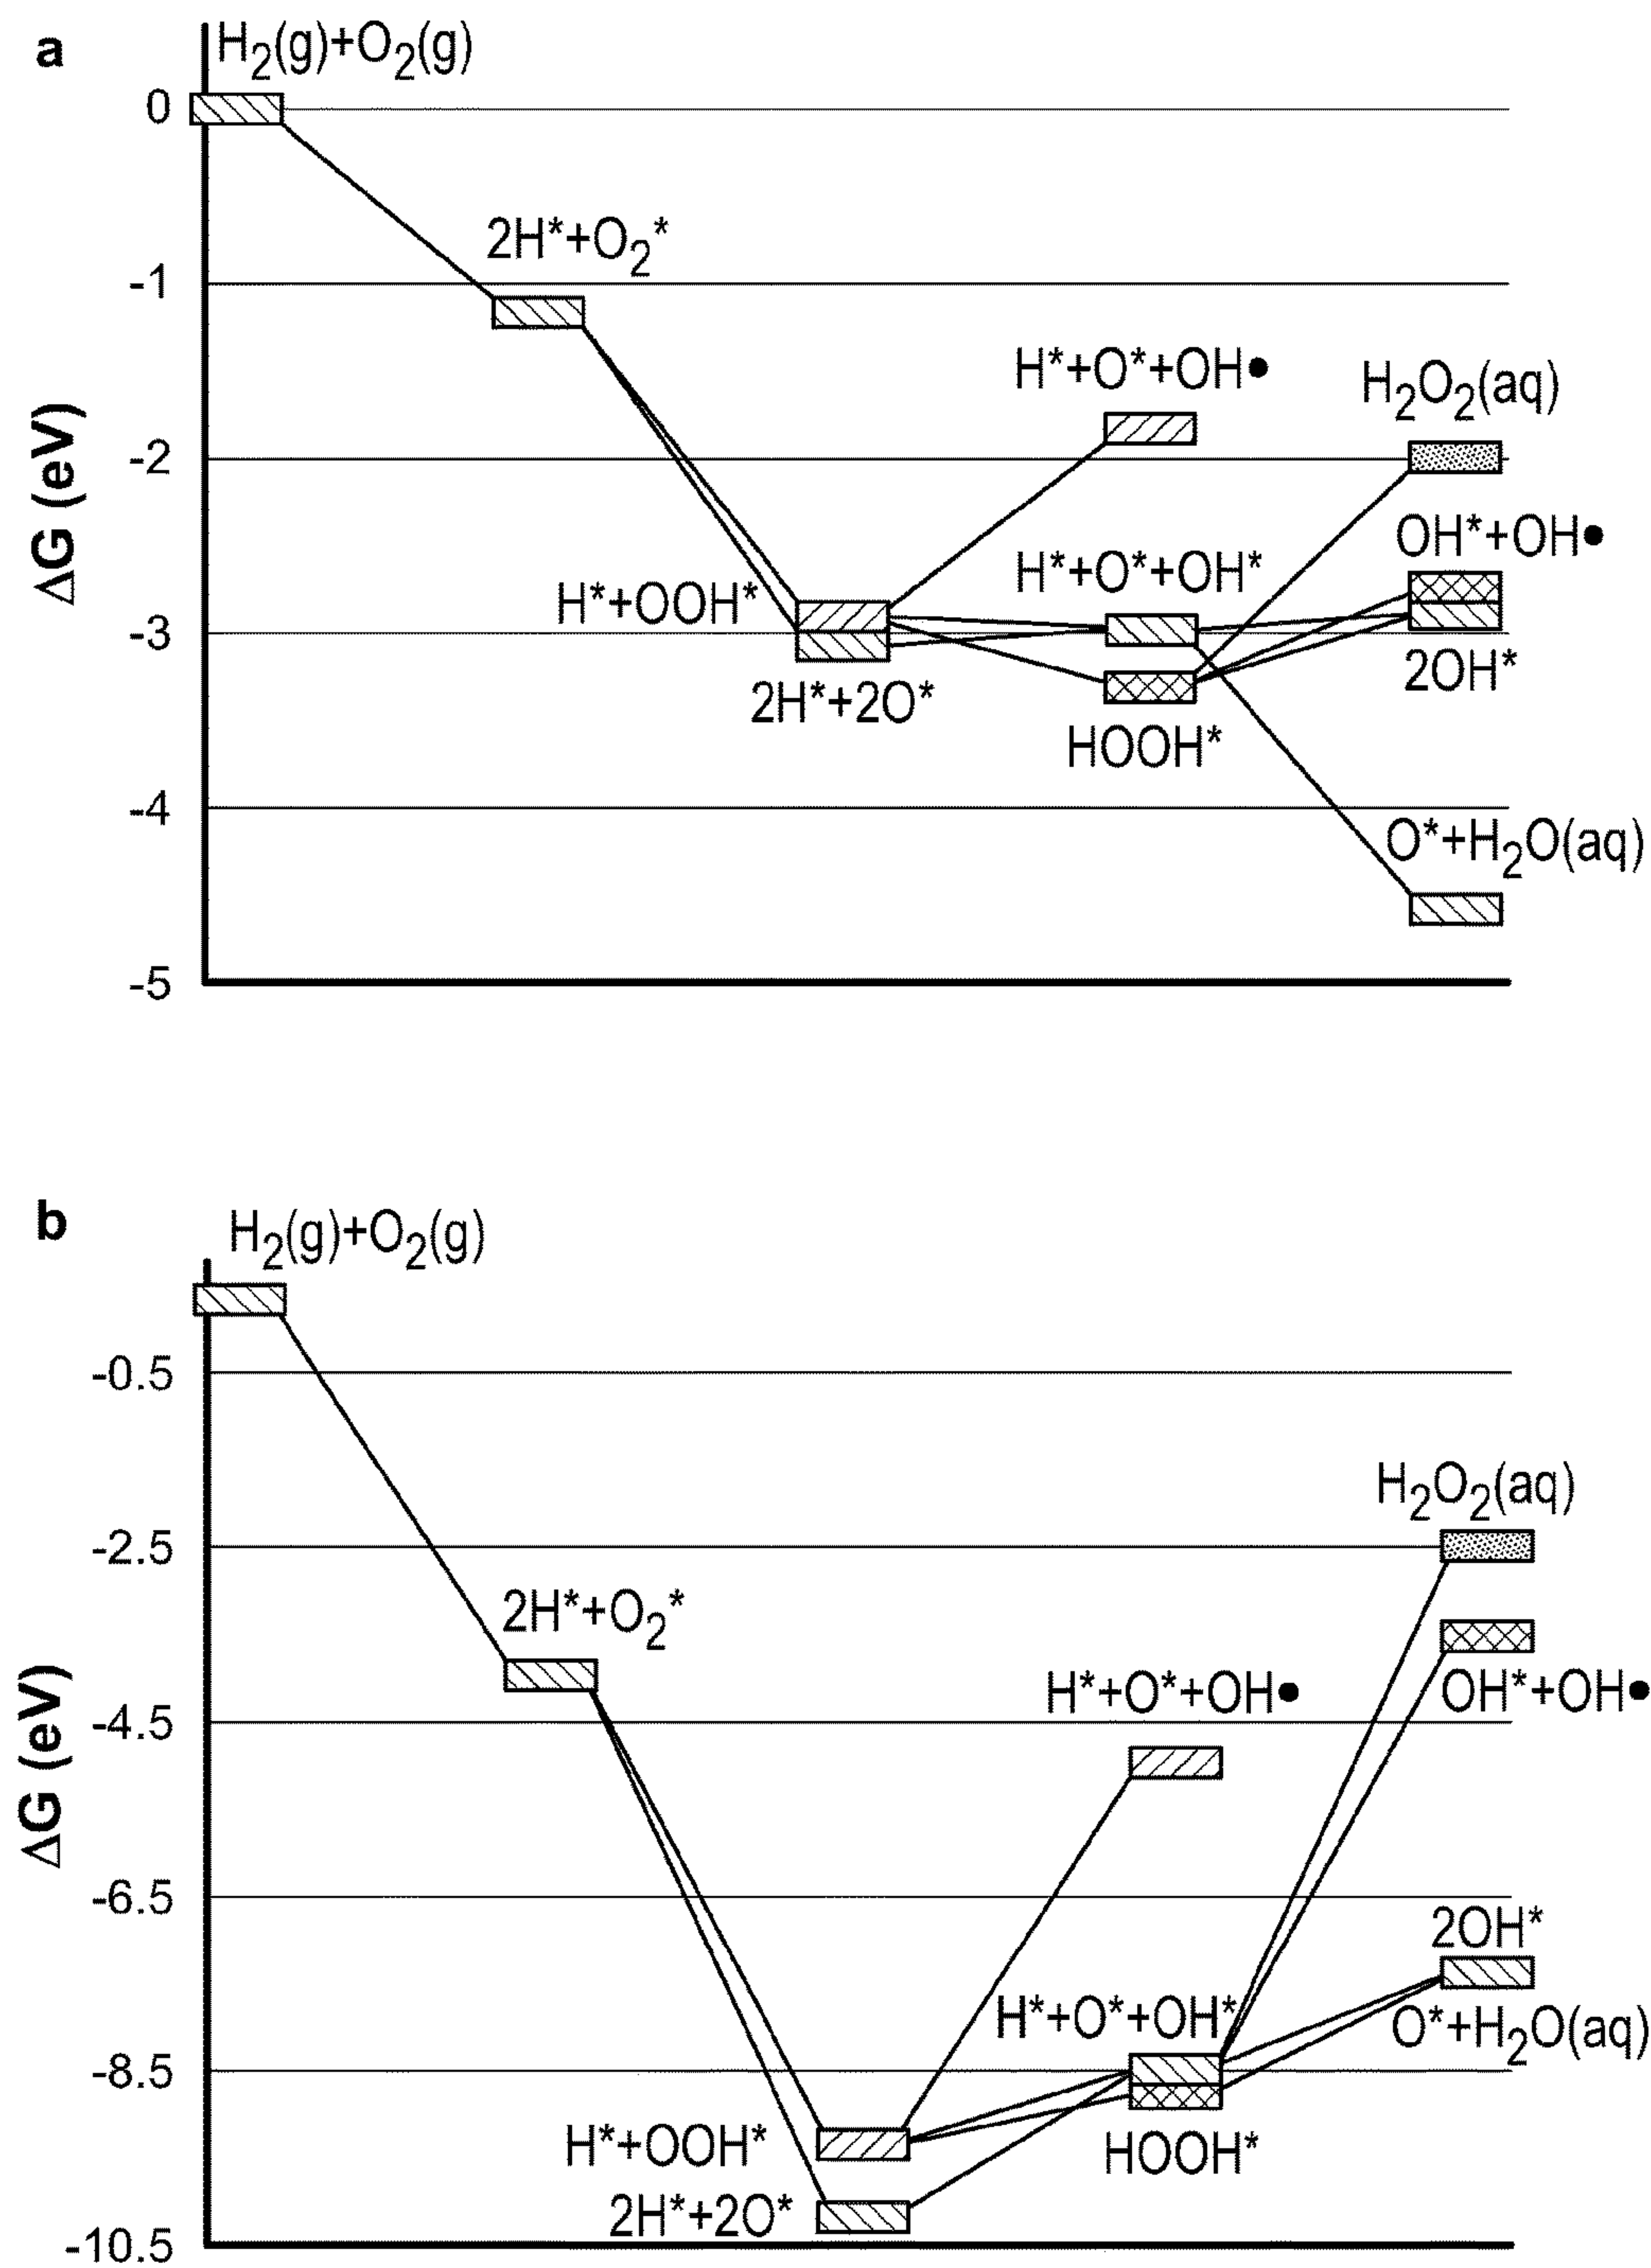 a
H₂(g)+O₂(g)
0
2H*+O₂*
-1
H*+O*+OH●
H₂O₂(aq)
-2
ΔG (eV)
OH*+OH●
H*+O*+OH*
H*+OOH*
-3
2OH*
2H*+2O*
HOOH*
-4
O*+H₂O(aq)
-5
b
H₂(g)+O₂(g)
-0.5
H₂O₂(aq)
-2.5
2H*+O₂*
H*+O*+OH●
OH*+OH●
-4.5
ΔG (eV)
-6.5
2OH*
H*+O*+OH*
O*+H₂O(aq)
-8.5
H*+OOH*
HOOH*
2H*+2O*
-10.5